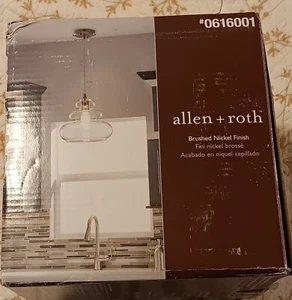 #0616001
allen + roth
Brushed Nickel Finish
Fini nickel brossé
Acabado en níquel cepillado